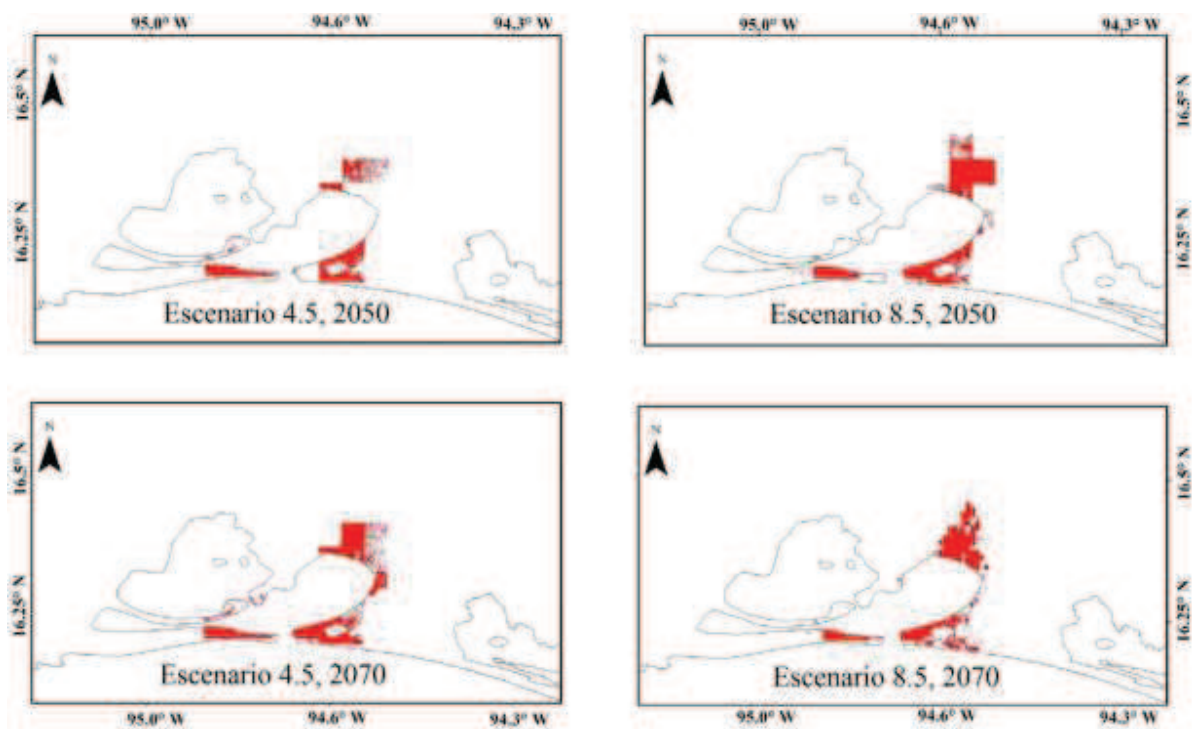 95.0° W 94.6° W 94.3° W
95.0° W 94.6° W 94.3° W
N
N
16.5° N
16.5° N
16.25° N
16.25° N
Escenario 4.5, 2050
Escenario 8.5, 2050
N
N
16.5° N
16.5° N
16.25° N
16.25° N
Escenario 4.5, 2070
Escenario 8.5, 2070
95.0° W 94.6° W 94.3° W
95.0° W 94.6° W 94.3° W